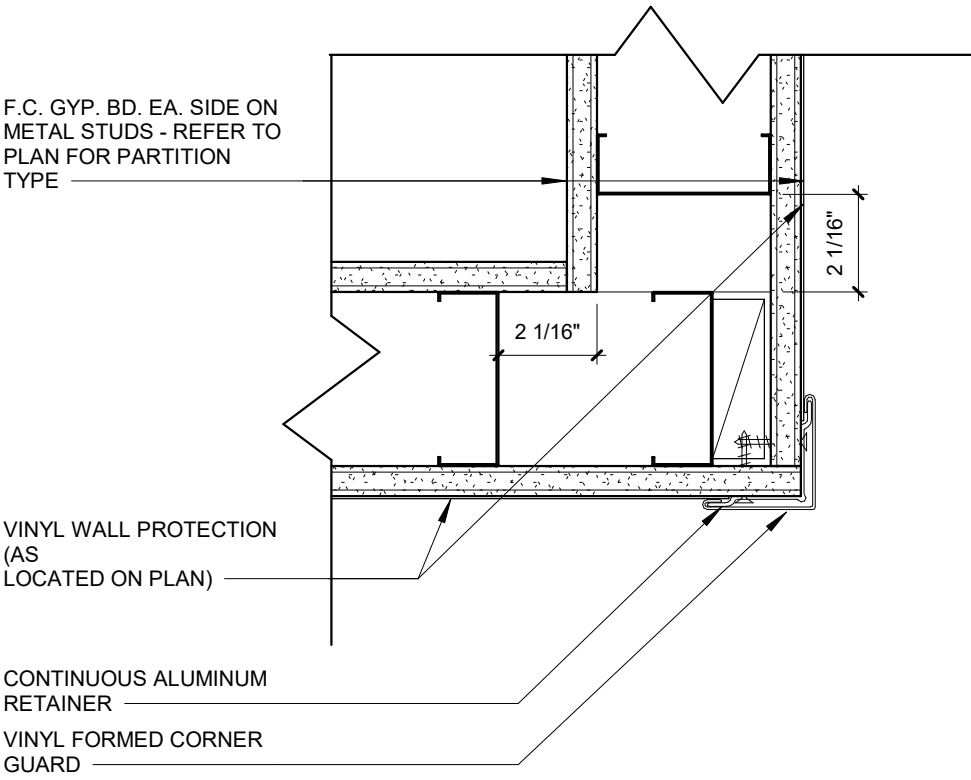 F.C. GYP. BD. EA. SIDE ON
METAL STUDS - REFER TO
PLAN FOR PARTITION
TYPE
2 1/16"
2 1/16"
VINYL WALL PROTECTION
(AS
LOCATED ON PLAN)
CONTINUOUS ALUMINUM
RETAINER
VINYL FORMED CORNER
GUARD